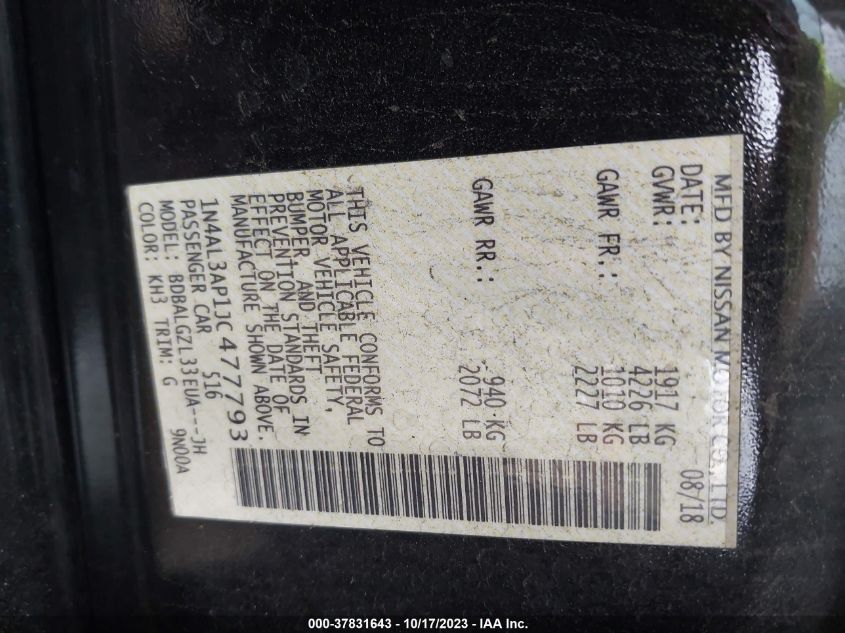 MFD BY NISSAN MOTOR CO., LTD.
DATE: 08/18
GVWR: 1917 KG
4226 LB
GAWR FR.: 1010 KG
2227 LB
GAWR RR.: 940 KG
2072 LB
THIS VEHICLE CONFORMS TO
ALL APPLICABLE FEDERAL
MOTOR VEHICLE SAFETY,
BUMPER, AND THEFT
PREVENTION STANDARDS IN
EFFECT ON THE DATE OF
MANUFACTURE SHOWN ABOVE.
1N4AL3AP1JC477793
PASSENGER CAR 516
MODEL: BDBALGZL33EUA---JH
COLOR: KH3 TRIM: G 9N00A
000-37831643 - 10/17/2023 - IAA Inc.